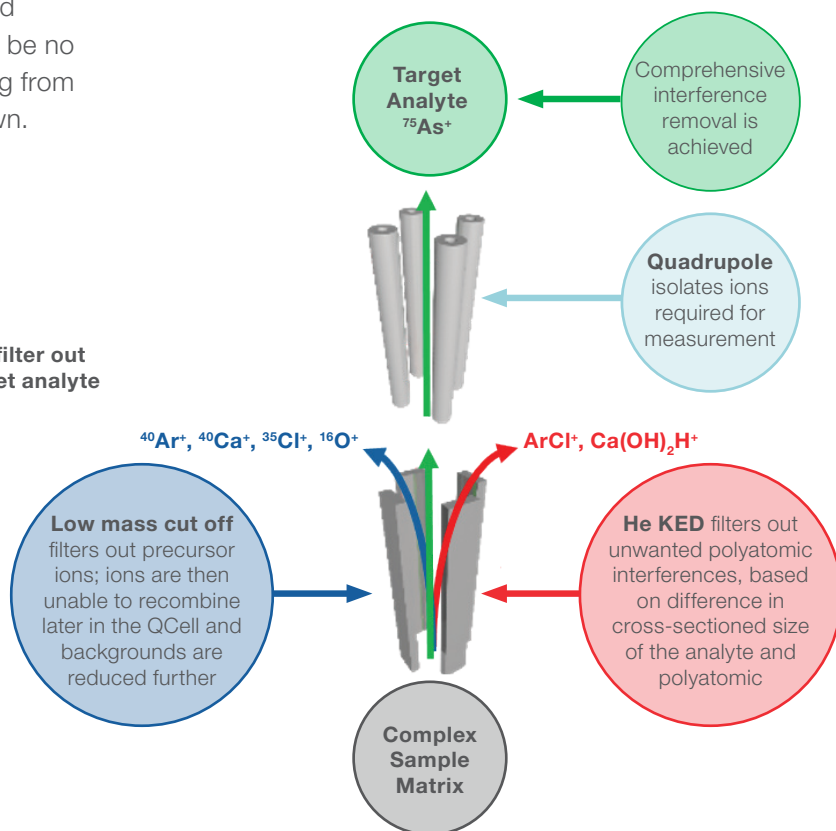 d
be no
g from
wn.
filter out
et analyte
Target
Analyte
⁷⁵As⁺
Comprehensive
interference
removal is
achieved
Quadrupole
isolates ions
required for
measurement
⁴⁰Ar⁺, ⁴⁰Ca⁺, ³⁵Cl⁺, ¹⁶O⁺
ArCl⁺, Ca(OH)₂H⁺
Low mass cut off
filters out precursor
ions; ions are then
unable to recombine
later in the QCell and
backgrounds are
reduced further
He KED filters out
unwanted polyatomic
interferences, based
on difference in
cross-sectioned size
of the analyte and
polyatomic
Complex
Sample
Matrix